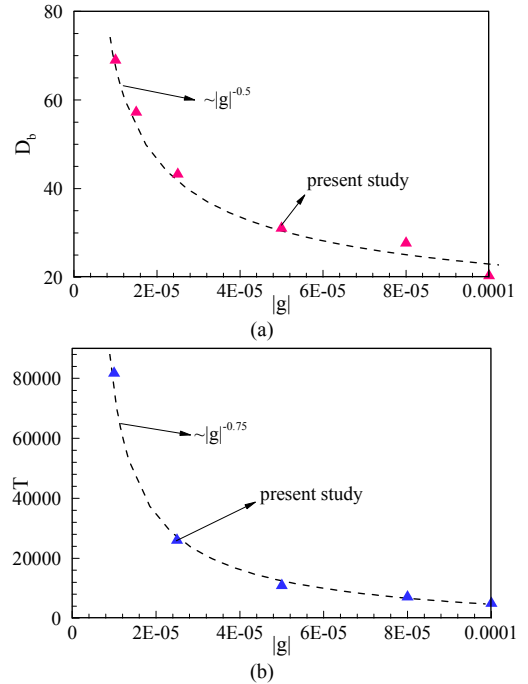 80
60
40
20
D_b
~|g|^-0.5
present study
0 2E-05 4E-05 6E-05 8E-05 0.0001
|g|
(a)
80000
60000
40000
20000
0
T
~|g|^-0.75
present study
0 2E-05 4E-05 6E-05 8E-05 0.0001
|g|
(b)